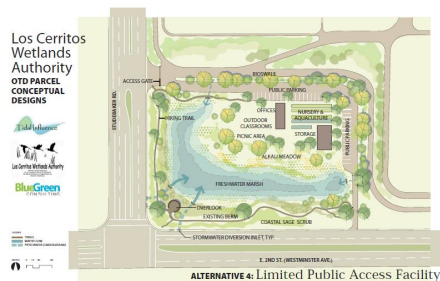 Los Cerritos
Wetlands
Authority
OTD PARCEL
CONCEPTUAL
DESIGNS
Tidal Influence
Los Cerritos Wetlands Authority
BlueGreen
STUDEBAKER RD.
ACCESS GATE
BIOSWALE
PUBLIC PARKING
HIKING TRAIL
OFFICES
NURSERY &
AQUACULTURE
OUTDOOR
CLASSROOMS
STORAGE
PICNIC AREA
PUBLIC PARKING
ALKALI MEADOW
FRESHWATER MARSH
OVERLOOK
EXISTING BERM
COASTAL SAGE SCRUB
STORMWATER DIVERSION INLET, TYP.
E. 2ND ST. (WESTMINSTER AVE.)
ALTERNATIVE 4: Limited Public Access Facility